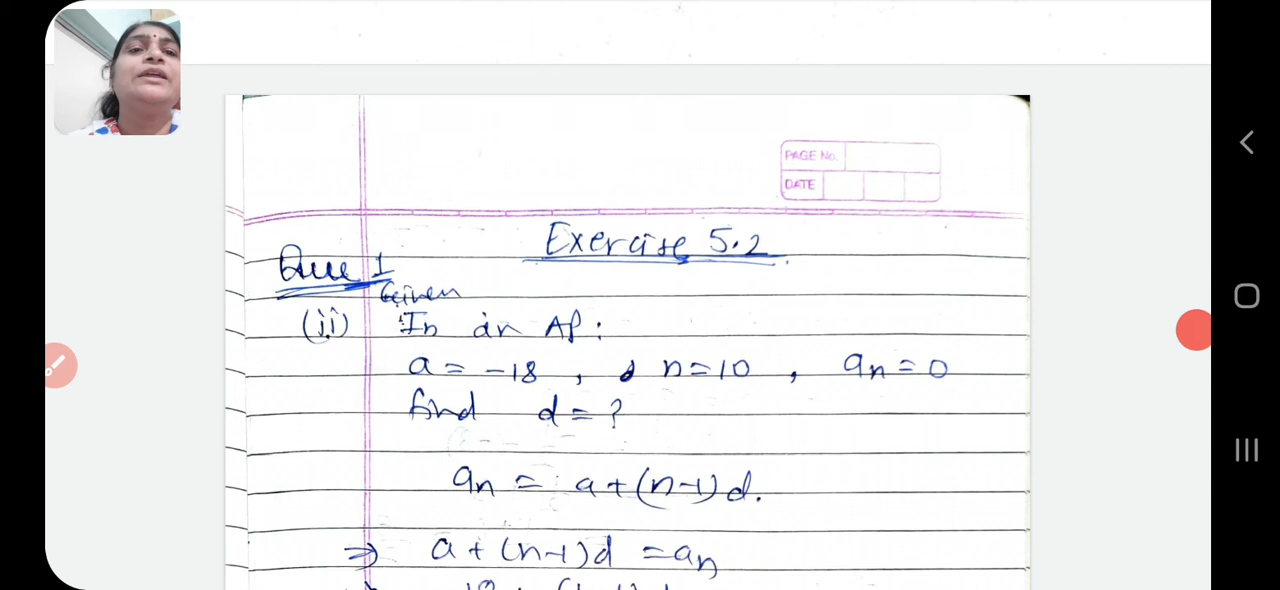 PAGE No.
DATE
Exercise 5.2
Que 1
Given
(ii) In an AP:
a = -18 , n = 10 , an = 0
find d = ?
an = a + (n-1) d.
⇒ a + (n-1) d = an